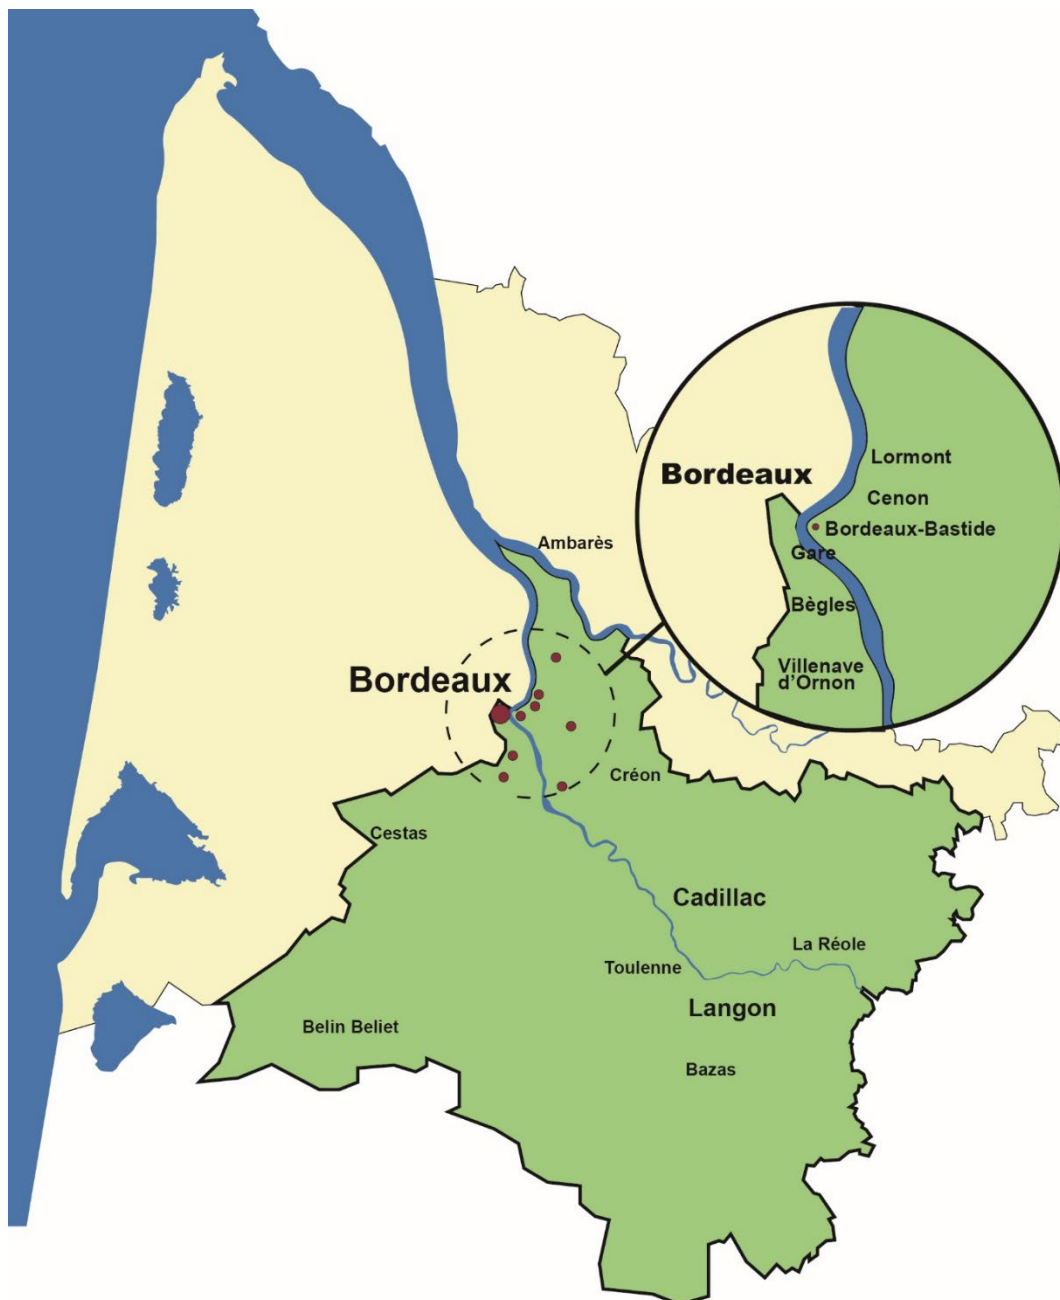 Lormont
Bordeaux
Cenon
Bordeaux-Bastide
Gare
Bègles
Villenave
d'Ornon
Ambarès
Bordeaux
Créon
Cestas
Cadillac
La Réole
Toulenne
Langon
Belin Beliet
Bazas